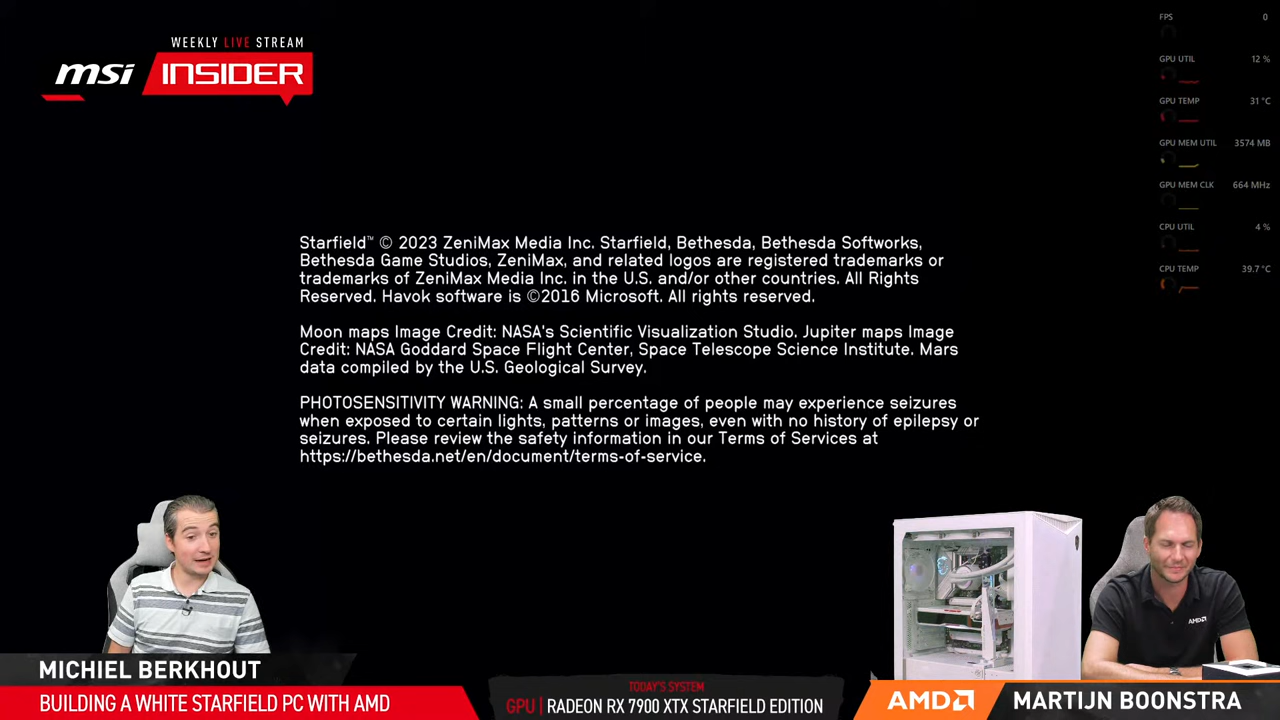 WEEKLY LIVE STREAM
msi INSIDER
FPS 0
GPU UTIL 12 %
GPU TEMP 31 °C
GPU MEM UTIL 3574 MB
GPU MEM CLK 664 MHz
CPU UTIL 4 %
CPU TEMP 39.7 °C
Starfield™ © 2023 ZeniMax Media Inc. Starfield, Bethesda, Bethesda Softworks,
Bethesda Game Studios, ZeniMax, and related logos are registered trademarks or
trademarks of ZeniMax Media Inc. in the U.S. and/or other countries. All Rights
Reserved. Havok software is ©2016 Microsoft. All rights reserved.
Moon maps Image Credit: NASA's Scientific Visualization Studio. Jupiter maps Image
Credit: NASA Goddard Space Flight Center, Space Telescope Science Institute. Mars
data compiled by the U.S. Geological Survey.
PHOTOSENSITIVITY WARNING: A small percentage of people may experience seizures
when exposed to certain lights, patterns or images, even with no history of epilepsy or
seizures. Please review the safety information in our Terms of Services at
https://bethesda.net/en/document/terms-of-service.
AMD
MICHIEL BERKHOUT
BUILDING A WHITE STARFIELD PC WITH AMD
TODAY'S SYSTEM
GPU | RADEON RX 7900 XTX STARFIELD EDITION
AMD MARTIJN BOONSTRA